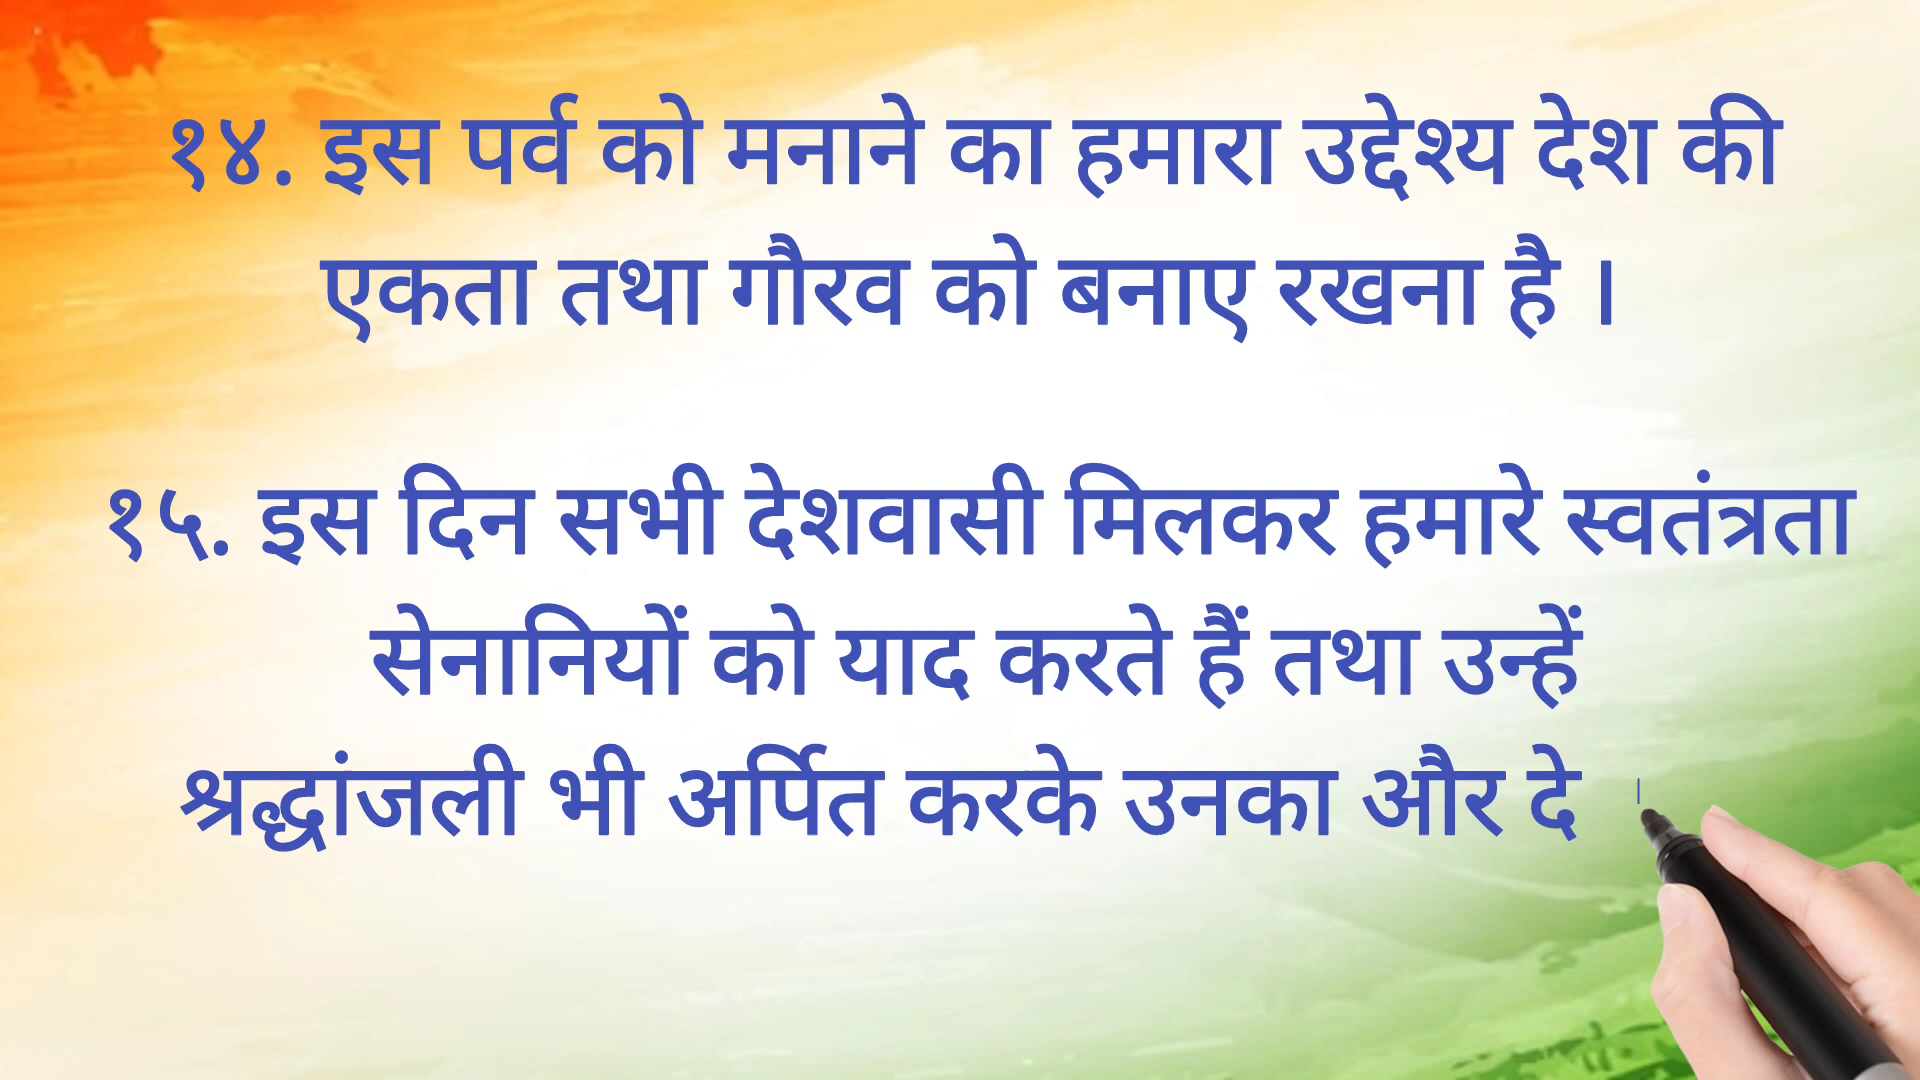 १४. इस पर्व को मनाने का हमारा उद्देश्य देश की
एकता तथा गौरव को बनाए रखना है ।
१५. इस दिन सभी देशवासी मिलकर हमारे स्वतंत्रता
सेनानियों को याद करते हैं तथा उन्हें
श्रद्धांजली भी अर्पित करके उनका और दे